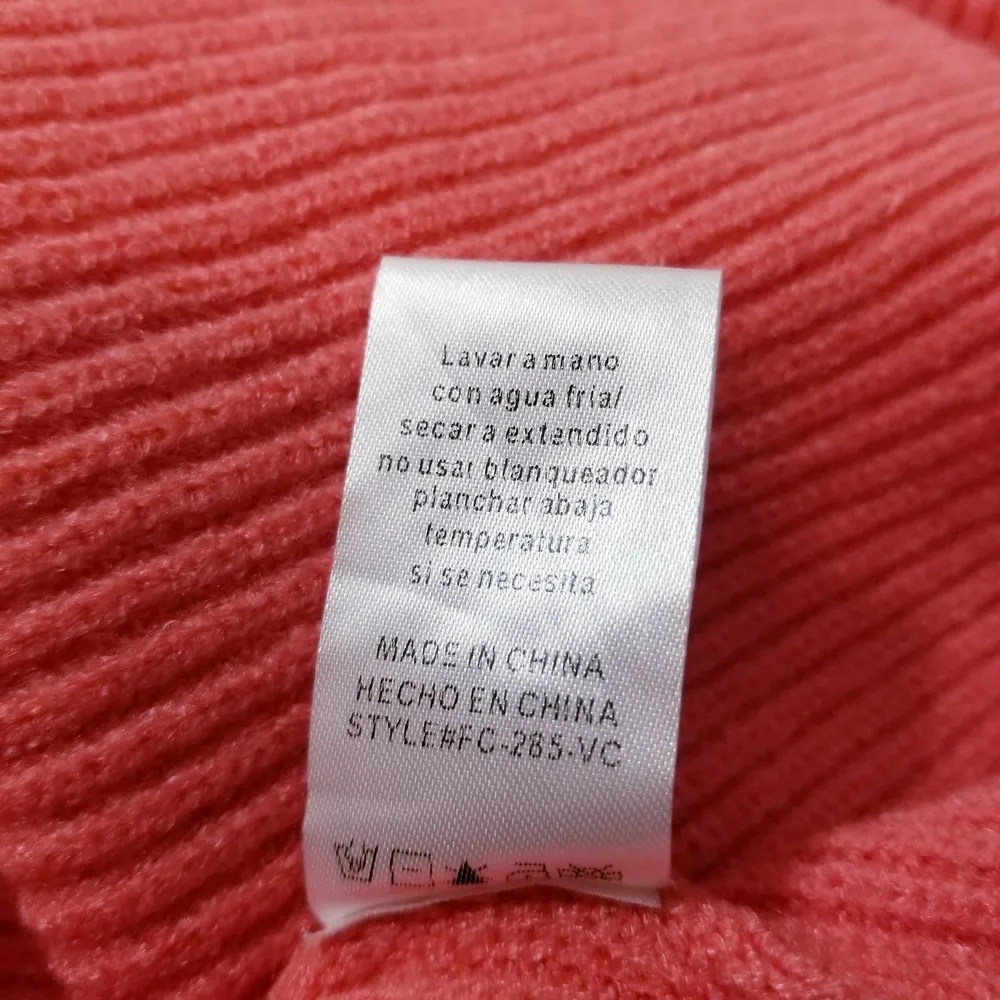 Lavar a mano
con agua fria/
secar a extendido
no usar blanqueador
planchar abaja
temperatura
si se necesita
MADE IN CHINA
HECHO EN CHINA
STYLE#FC-285-VC